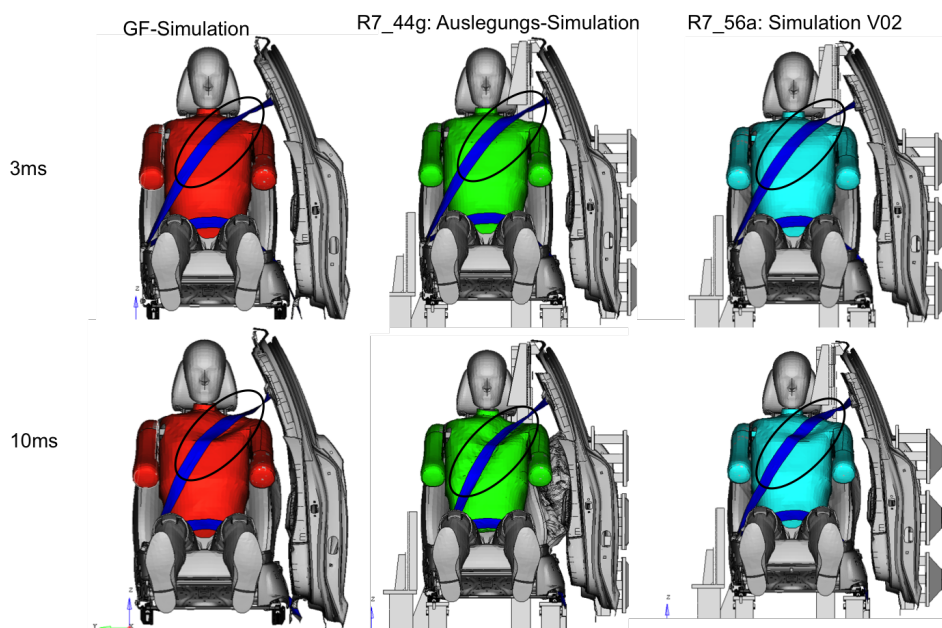 GF-Simulation
R7_44g: Auslegungs-Simulation
R7_56a: Simulation V02
3ms
10ms